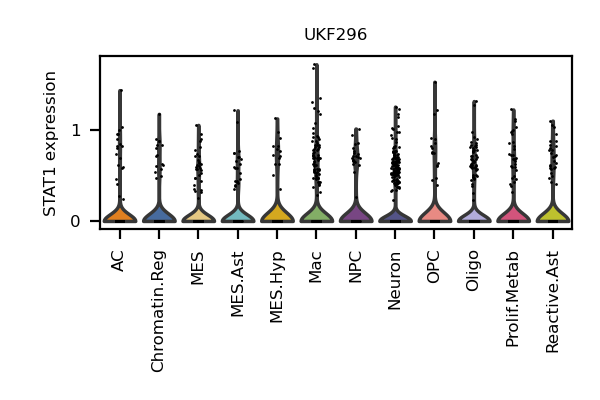 UKF296
STAT1 expression
1
0
AC
Chromatin.Reg
MES
MES.Ast
MES.Hyp
Mac
NPC
Neuron
OPC
Oligo
Prolif.Metab
Reactive.Ast